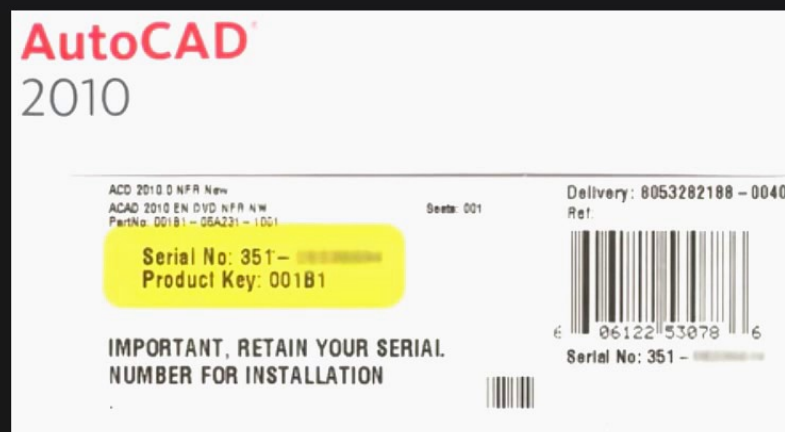 AutoCAD
2010
ACD 2010.0 NFR New
ACAD 2010 EN DVD NFR NW
PartNo: 001B1-05A231-1001
Seats: 001
Serial No: 351-
Product Key: 001B1
IMPORTANT, RETAIN YOUR SERIAL
NUMBER FOR INSTALLATION
Delivery: 8053282188-0040
Ref:
6 06122 53078 6
Serial No: 351 -